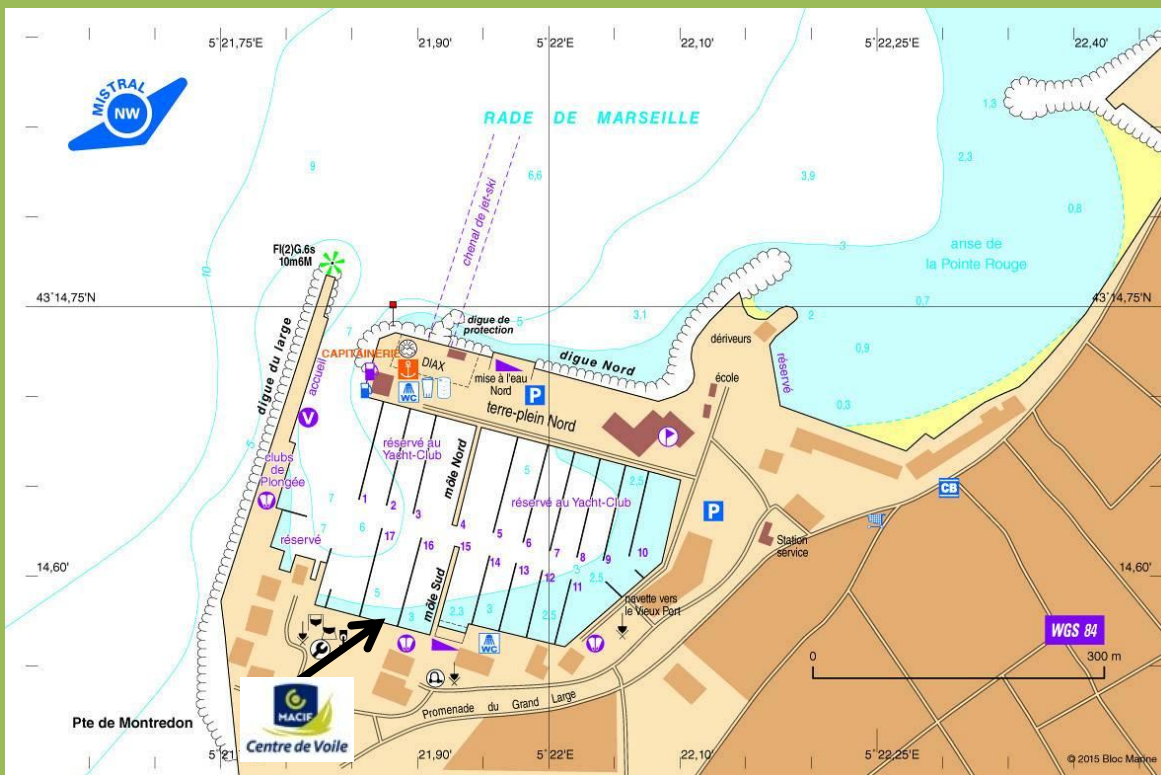 5°21,75'E
21,90'
5°22'E
22,10'
5°22,25'E
22,40'
MISTRAL
NW
RADE DE MARSEILLE
1,3
9
6,6
3,9
2,3
0,8
chenal de jet-ski
Fl(2)G.6s
10m6M
10
3
anse de
la Pointe Rouge
43°14,75'N
43°14,75'
7
5
3,1
2
0,7
digue de
protection
digue du large
accueil
CAPITAINERIE
DIAX
digue Nord
dériveurs
0,9
réservé
mise à l'eau
Nord
école
WC
P
terre-plein Nord
0,3
V
5
réservé au
Yacht-Club
môle Nord
5
2,5
clubs
de
Plongée
7
réservé au Yacht-Club
CB
1
2
3
4
5
6
7
8
9
10
P
7
6
17
16
15
14
13
12
11
3
2,5
réservé
Station
service
14,60'
14,60'
5
3
môle Sud
2,3
3
2,5
navette vers
le Vieux Port
WC
WGS 84
0
300 m
Promenade du Grand Large
MACIF
Centre de Voile
Pte de Montredon
5°21
21,90'
5°22'E
22,10'
5°22,25'E
© 2015 Bloc Marine